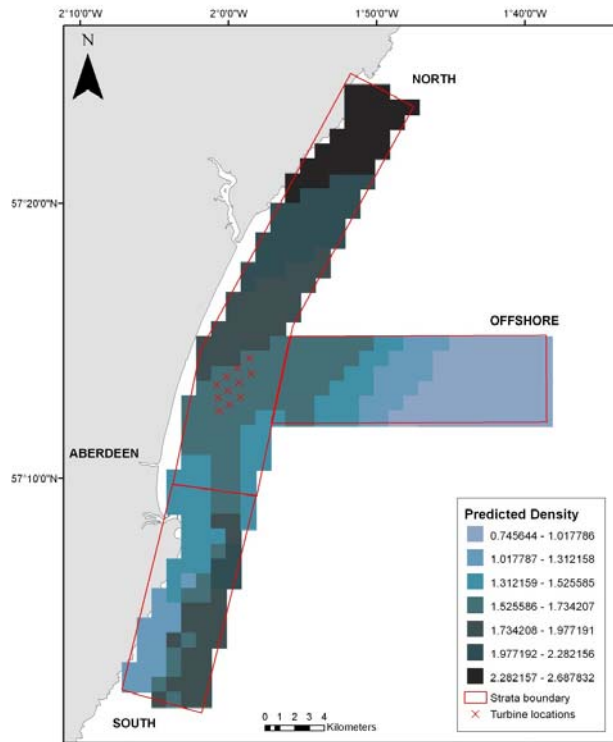 2°10'0"W 2°0'0"W 1°50'0"W 1°40'0"W
N
NORTH
57°20'0"N
OFFSHORE
ABERDEEN
57°10'0"N
Predicted Density
0.745644 - 1.017786
1.017787 - 1.312158
1.312159 - 1.525585
1.525586 - 1.734207
1.734208 - 1.977191
1.977192 - 2.282156
2.282157 - 2.687832
Strata boundary
Turbine locations
SOUTH
0 1 2 3 4
Kilometers